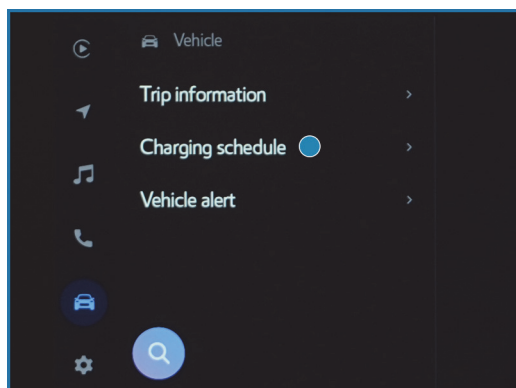 Vehicle
Trip information
Charging schedule
Vehicle alert